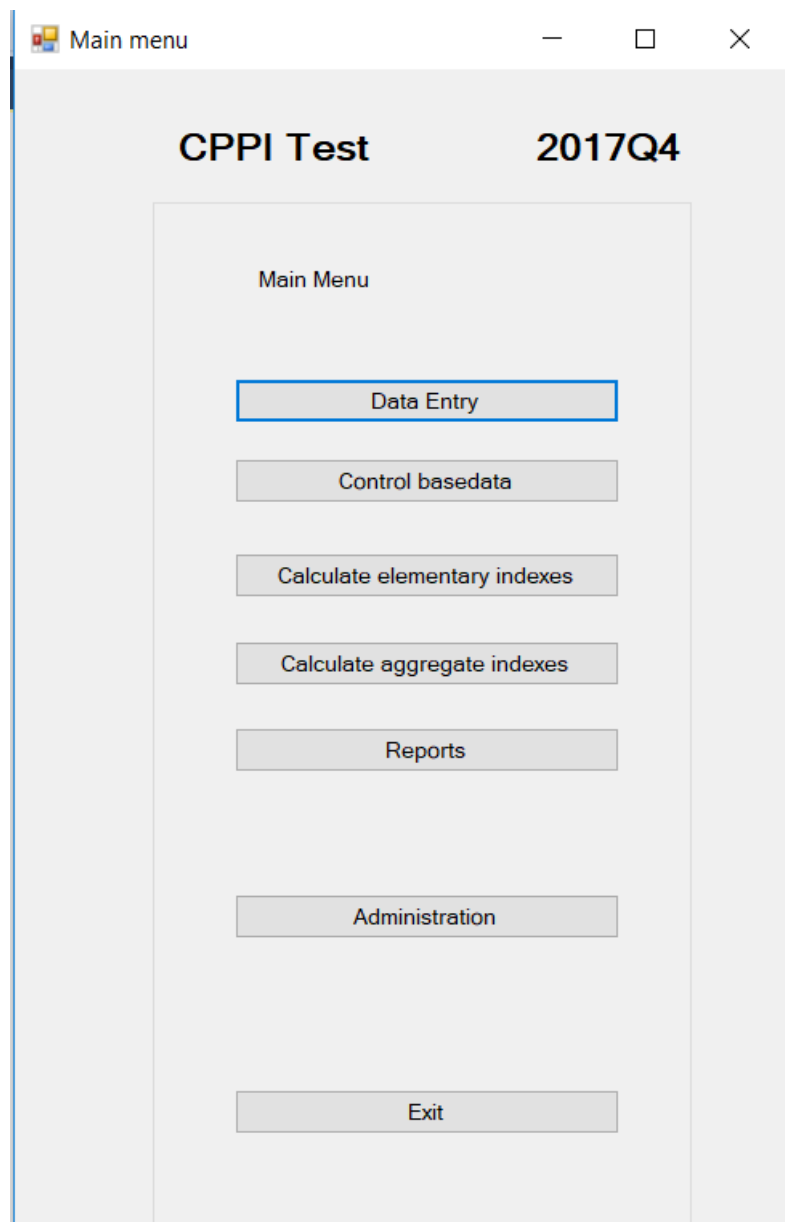 Main menu
CPPI Test 2017Q4
Main Menu
Data Entry
Control basedata
Calculate elementary indexes
Calculate aggregate indexes
Reports
Administration
Exit